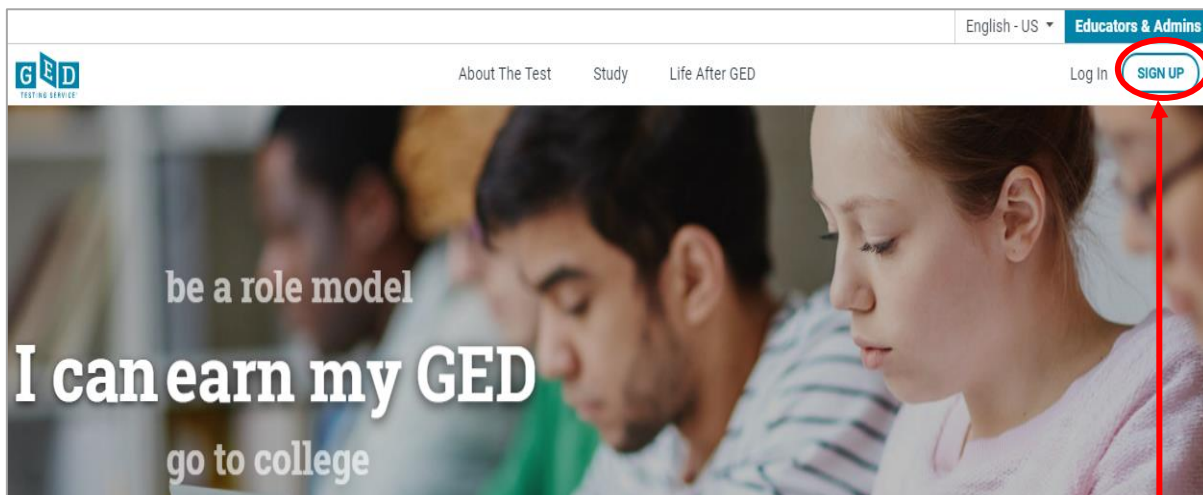 English - US
Educators & Admins
GED
TESTING SERVICE
About The Test
Study
Life After GED
Log In
SIGN UP
be a role model
I can earn my GED
go to college